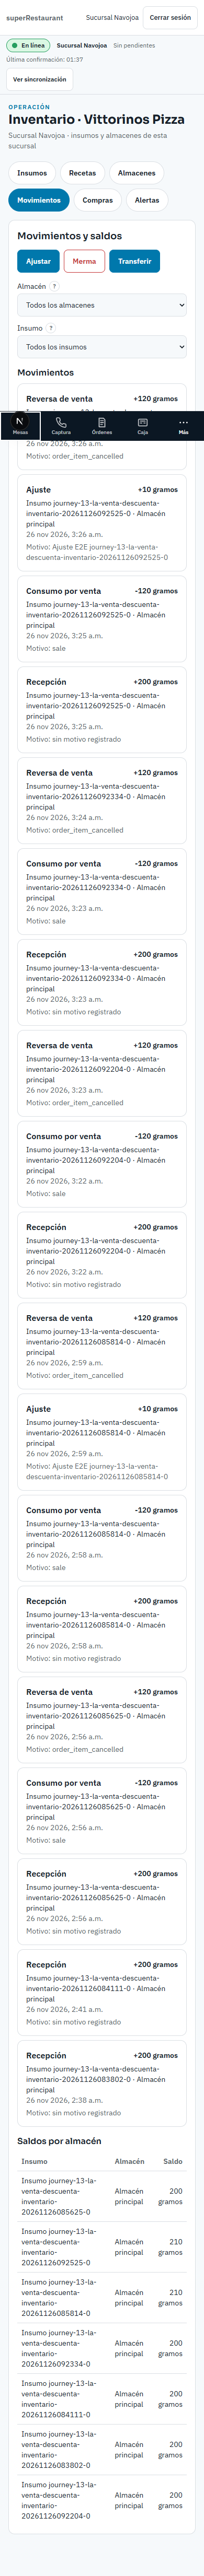 superRestaurant
Sucursal Navojoa
Cerrar sesión
En línea
Sucursal Navojoa
Sin pendientes
Última confirmación: 01:37
Ver sincronización
OPERACIÓN
Inventario · Vittorinos Pizza
Sucursal Navojoa · insumos y almacenes de esta
sucursal
Insumos
Recetas
Almacenes
Movimientos
Compras
Alertas
Movimientos y saldos
Ajustar
Merma
Transferir
Almacén ?
Todos los almacenes
Insumo ?
Todos los insumos
Movimientos
Reversa de venta +120 gramos
N
Mesas
Captura
Órdenes
Caja
Más
26 nov 2026, 3:26 a.m.
Motivo: order_item_cancelled
Ajuste +10 gramos
Insumo journey-13-la-venta-descuenta-
inventario-20261126092525-0 · Almacén
principal
26 nov 2026, 3:26 a.m.
Motivo: Ajuste E2E journey-13-la-venta-
descuenta-inventario-20261126092525-0
Consumo por venta -120 gramos
Insumo journey-13-la-venta-descuenta-
inventario-20261126092525-0 · Almacén
principal
26 nov 2026, 3:25 a.m.
Motivo: sale
Recepción +200 gramos
Insumo journey-13-la-venta-descuenta-
inventario-20261126092525-0 · Almacén
principal
26 nov 2026, 3:25 a.m.
Motivo: sin motivo registrado
Reversa de venta +120 gramos
Insumo journey-13-la-venta-descuenta-
inventario-20261126092334-0 · Almacén
principal
26 nov 2026, 3:24 a.m.
Motivo: order_item_cancelled
Consumo por venta -120 gramos
Insumo journey-13-la-venta-descuenta-
inventario-20261126092334-0 · Almacén
principal
26 nov 2026, 3:23 a.m.
Motivo: sale
Recepción +200 gramos
Insumo journey-13-la-venta-descuenta-
inventario-20261126092334-0 · Almacén
principal
26 nov 2026, 3:23 a.m.
Motivo: sin motivo registrado
Reversa de venta +120 gramos
Insumo journey-13-la-venta-descuenta-
inventario-20261126092204-0 · Almacén
principal
26 nov 2026, 3:23 a.m.
Motivo: order_item_cancelled
Consumo por venta -120 gramos
Insumo journey-13-la-venta-descuenta-
inventario-20261126092204-0 · Almacén
principal
26 nov 2026, 3:22 a.m.
Motivo: sale
Recepción +200 gramos
Insumo journey-13-la-venta-descuenta-
inventario-20261126092204-0 · Almacén
principal
26 nov 2026, 3:22 a.m.
Motivo: sin motivo registrado
Reversa de venta +120 gramos
Insumo journey-13-la-venta-descuenta-
inventario-20261126085814-0 · Almacén
principal
26 nov 2026, 2:59 a.m.
Motivo: order_item_cancelled
Ajuste +10 gramos
Insumo journey-13-la-venta-descuenta-
inventario-20261126085814-0 · Almacén
principal
26 nov 2026, 2:59 a.m.
Motivo: Ajuste E2E journey-13-la-venta-
descuenta-inventario-20261126085814-0
Consumo por venta -120 gramos
Insumo journey-13-la-venta-descuenta-
inventario-20261126085814-0 · Almacén
principal
26 nov 2026, 2:58 a.m.
Motivo: sale
Recepción +200 gramos
Insumo journey-13-la-venta-descuenta-
inventario-20261126085814-0 · Almacén
principal
26 nov 2026, 2:58 a.m.
Motivo: sin motivo registrado
Reversa de venta +120 gramos
Insumo journey-13-la-venta-descuenta-
inventario-20261126085625-0 · Almacén
principal
26 nov 2026, 2:56 a.m.
Motivo: order_item_cancelled
Consumo por venta -120 gramos
Insumo journey-13-la-venta-descuenta-
inventario-20261126085625-0 · Almacén
principal
26 nov 2026, 2:56 a.m.
Motivo: sale
Recepción +200 gramos
Insumo journey-13-la-venta-descuenta-
inventario-20261126085625-0 · Almacén
principal
26 nov 2026, 2:56 a.m.
Motivo: sin motivo registrado
Recepción +200 gramos
Insumo journey-13-la-venta-descuenta-
inventario-20261126084111-0 · Almacén
principal
26 nov 2026, 2:41 a.m.
Motivo: sin motivo registrado
Recepción +200 gramos
Insumo journey-13-la-venta-descuenta-
inventario-20261126083802-0 · Almacén
principal
26 nov 2026, 2:38 a.m.
Motivo: sin motivo registrado
Saldos por almacén
Insumo Almacén Saldo
Insumo journey-13-la-
venta-descuenta-
inventario-
20261126085625-0
Almacén
principal
200
gramos
Insumo journey-13-la-
venta-descuenta-
inventario-
20261126092525-0
Almacén
principal
210
gramos
Insumo journey-13-la-
venta-descuenta-
inventario-
20261126085814-0
Almacén
principal
210
gramos
Insumo journey-13-la-
venta-descuenta-
inventario-
20261126092334-0
Almacén
principal
200
gramos
Insumo journey-13-la-
venta-descuenta-
inventario-
20261126084111-0
Almacén
principal
200
gramos
Insumo journey-13-la-
venta-descuenta-
inventario-
20261126083802-0
Almacén
principal
200
gramos
Insumo journey-13-la-
venta-descuenta-
inventario-
20261126092204-0
Almacén
principal
200
gramos